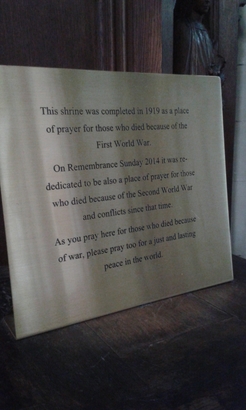 This shrine was completed in 1919 as a place
of prayer for those who died because of the
First World War.
On Remembrance Sunday 2014 it was re-
dedicated to be also a place of prayer for those
who died because of the Second World War
and conflicts since that time.
As you pray here for those who died because
of war, please pray too for a just and lasting
peace in the world.